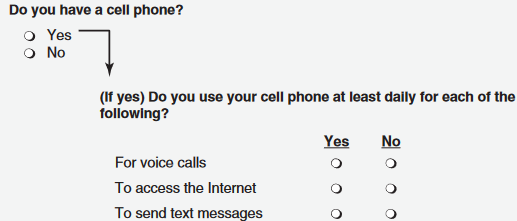 Do you have a cell phone?
Yes
No
(If yes) Do you use your cell phone at least daily for each of the
following?
Yes No
For voice calls
To access the Internet
To send text messages